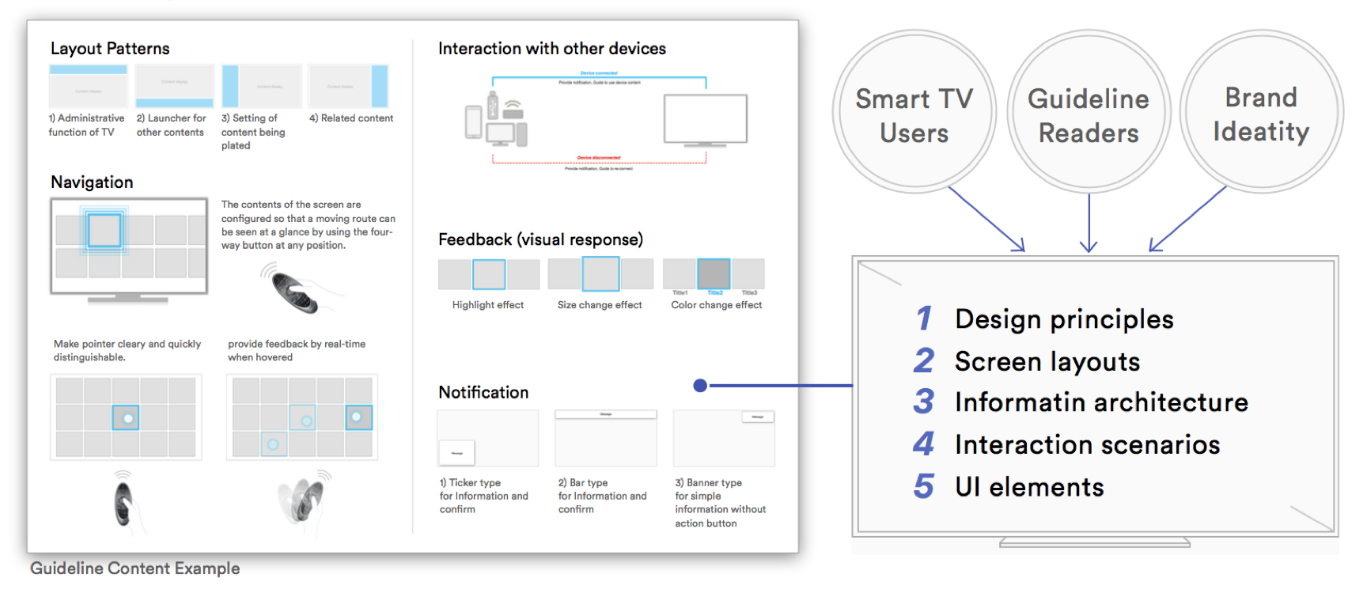 Layout Patterns
Content display
Content display
Content display
Content display
1) Administrative
function of TV
2) Launcher for
other contents
3) Setting of
content being
plated
4) Related content
Navigation
The contents of the screen are
configured so that a moving route can
be seen at a glance by using the four-
way button at any position.
Make pointer cleary and quickly
distinguishable.
provide feedback by real-time
when hovered
Interaction with other devices
Device connected
Provide notification, Guide to use device content
Device disconnected
Provide notification, Guide to reconnect
Feedback (visual response)
Highlight effect
Size change effect
Title1
Title2
Title3
Color change effect
Notification
Message
Message
Message
1) Ticker type
for Information and
confirm
2) Bar type
for Information and
confirm
3) Banner type
for simple
information without
action button
Guideline Content Example
Smart TV
Users
Guideline
Readers
Brand
Ideatity
1 Design principles
2 Screen layouts
3 Informatin architecture
4 Interaction scenarios
5 UI elements